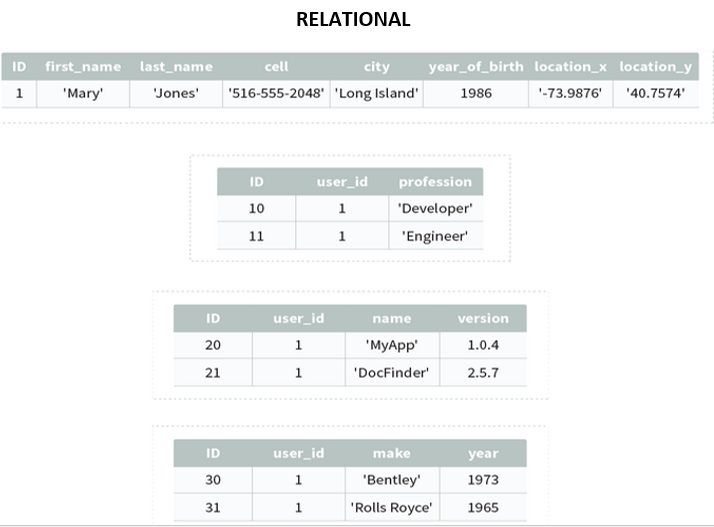 RELATIONAL
ID first_name last_name cell city year_of_birth location_x location_y
1 'Mary' 'Jones' '516-555-2048' 'Long Island' 1986 '-73.9876' '40.7574'
ID user_id profession
10 1 'Developer'
11 1 'Engineer'
ID user_id name version
20 1 'MyApp' 1.0.4
21 1 'DocFinder' 2.5.7
ID user_id make year
30 1 'Bentley' 1973
31 1 'Rolls Royce' 1965